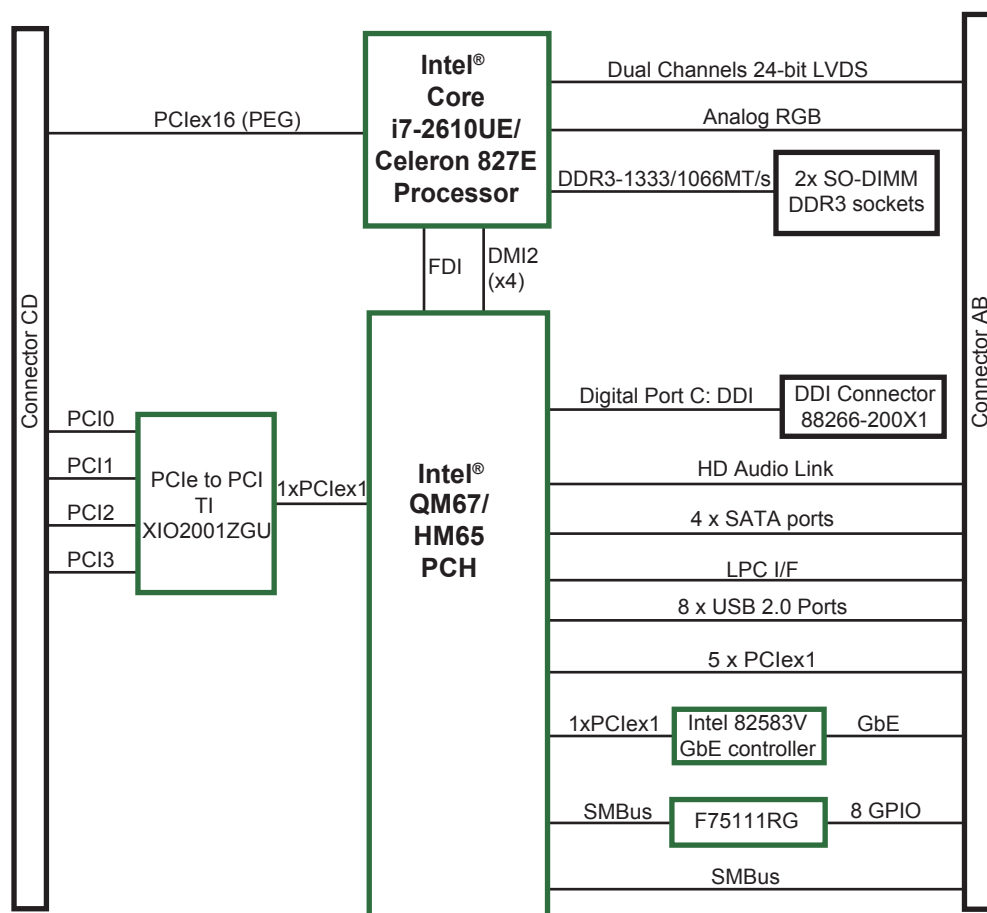 Intel®
Core
i7-2610UE/
Celeron 827E
Processor
Dual Channels 24-bit LVDS
PCIex16 (PEG)
Analog RGB
DDR3-1333/1066MT/s
2x SO-DIMM
DDR3 sockets
FDI
DMI2
(x4)
Connector CD
Connector AB
Digital Port C: DDI
DDI Connector
88266-200X1
PCI0
PCI1
PCI2
PCI3
PCIe to PCI
TI
XIO2001ZGU
1xPCIex1
Intel®
QM67/
HM65
PCH
HD Audio Link
4 x SATA ports
LPC I/F
8 x USB 2.0 Ports
5 x PCIex1
1xPCIex1
Intel 82583V
GbE controller
GbE
SMBus
F75111RG
8 GPIO
SMBus